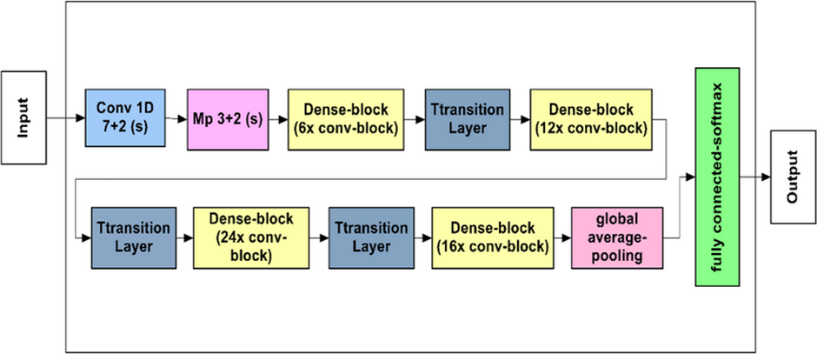 Input
Conv 1D
7+2 (s)
Mp 3+2 (s)
Dense-block
(6x conv-block)
Ttransition
Layer
Dense-block
(12x conv-block)
Ttransition
Layer
Dense-block
(24x conv-
block)
Ttransition
Layer
Dense-block
(16x conv-block)
global
average-
pooling
fully connected-softmax
Output